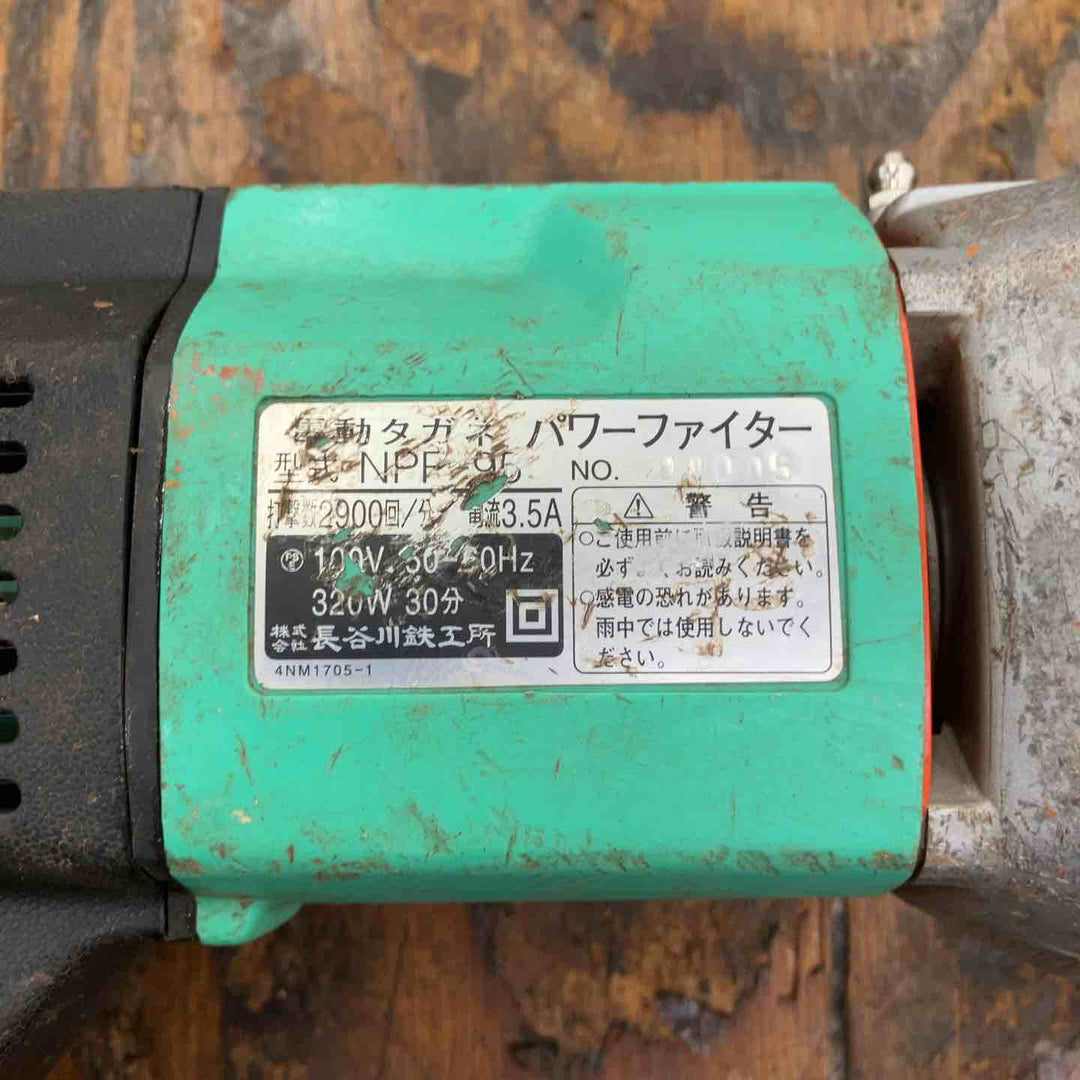 電動タガネ パワーファイター
型式 NPF-95 NO.
打撃数2900回/分 電流3.5A
100V. 50-60Hz
320W 30分
株式会社 長谷川鉄工所
4NM1705-1
⚠ 警告
○ご使用前に取扱説明書を
必ず、お読みください。
○感電の恐れがあります。
雨中では使用しないでく
ださい。